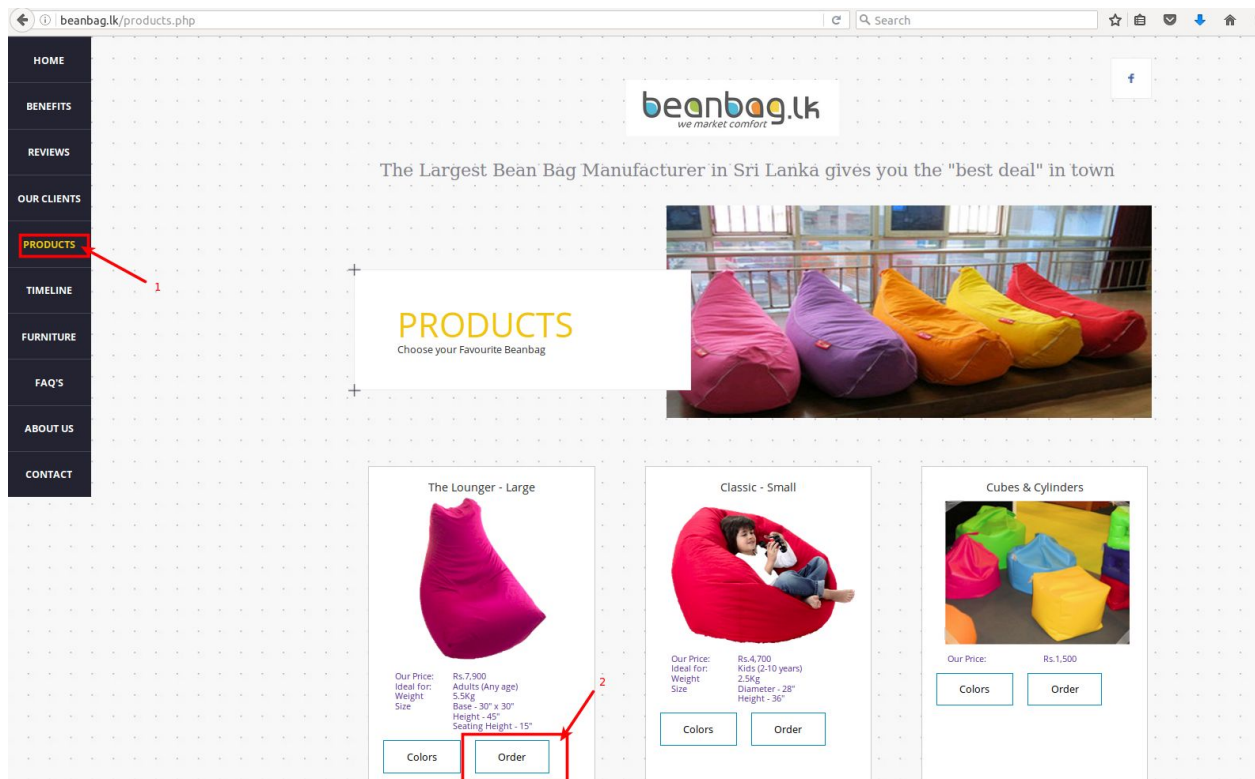 beanbag.lk/products.php
Search
HOME
BENEFITS
REVIEWS
OUR CLIENTS
PRODUCTS
TIMELINE
FURNITURE
FAQ'S
ABOUT US
CONTACT
1
f
beanbag.lk
we market comfort
The Largest Bean Bag Manufacturer in Sri Lanka gives you the "best deal" in town
PRODUCTS
Choose your Favourite Beanbag
The Lounger - Large
Our Price: Rs.7,900
Ideal for: Adults (Any age)
Weight 5.5Kg
Size Base - 30" x 30"
Height - 45"
Seating Height - 15"
Colors Order
2
Classic - Small
Our Price: Rs.4,700
Ideal for: Kids (2-10 years)
Weight 2.5Kg
Size Diameter - 28"
Height - 36"
Colors Order
Cubes & Cylinders
Our Price: Rs.1,500
Colors Order